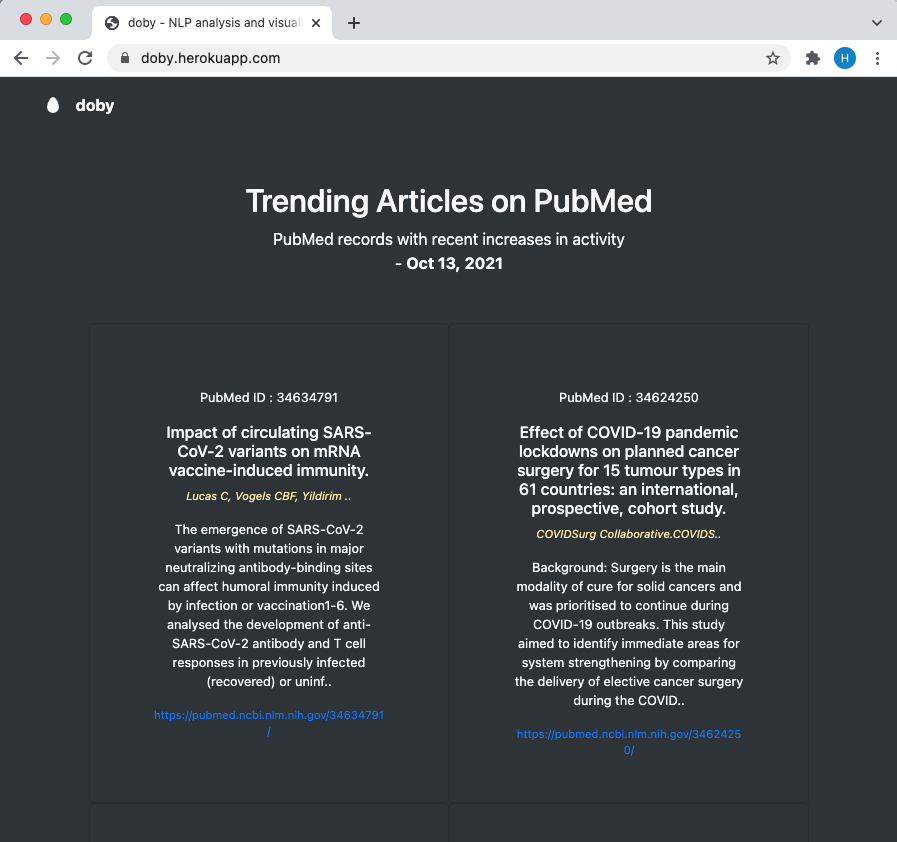 doby - NLP analysis and visuali
doby.herokuapp.com
H
doby
Trending Articles on PubMed
PubMed records with recent increases in activity
- Oct 13, 2021
PubMed ID : 34634791
Impact of circulating SARS-
CoV-2 variants on mRNA
vaccine-induced immunity.
Lucas C, Vogels CBF, Yildirim ..
The emergence of SARS-CoV-2
variants with mutations in major
neutralizing antibody-binding sites
can affect humoral immunity induced
by infection or vaccination1-6. We
analysed the development of anti-
SARS-CoV-2 antibody and T cell
responses in previously infected
(recovered) or uninf..
https://pubmed.ncbi.nlm.nih.gov/34634791
/
PubMed ID : 34624250
Effect of COVID-19 pandemic
lockdowns on planned cancer
surgery for 15 tumour types in
61 countries: an international,
prospective, cohort study.
COVIDSurg Collaborative.COVIDS..
Background: Surgery is the main
modality of cure for solid cancers and
was prioritised to continue during
COVID-19 outbreaks. This study
aimed to identify immediate areas for
system strengthening by comparing
the delivery of elective cancer surgery
during the COVID..
https://pubmed.ncbi.nlm.nih.gov/3462425
0/